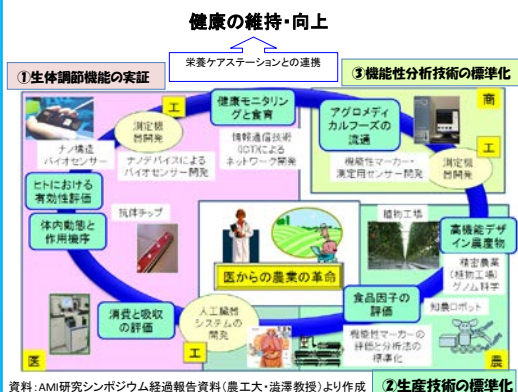 健康の維持・向上
栄養ケアステーションとの連携
①生体調節機能の実証
③機能性分析技術の標準化
工
商
測定機
器開発
健康モニタリン
グと食育
アグロメディ
カルフーズの
流通
工
ナノ構造
バイオセンサー
ナノデバイスによる
バイオセンサー開発
情報通信技術
ネットワーク開発
機能性マーカー・
測定用センサー開発
測定機
器開発
ヒトにおける
有効性評価
体内動態と
作用機序
抗体チップ
植物工場
高機能デザ
イン農産物
医からの農業の革命
精密農業
(植物工場)
ゲノム科学
消費と吸収
の評価
人工臓器
システムの
開発
食品因子の
評価
知農ロボット
機能性マーカーの
評価と分析法の
標準化
医
工
農
資料:AMI研究シンポジウム経過報告資料(農工大・澁澤教授)より作成
②生産技術の標準化